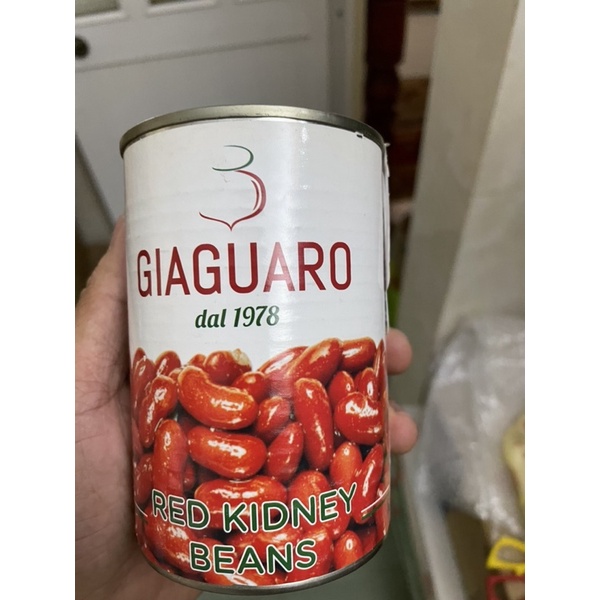 GIAGUARO
dal 1978
RED KIDNEY
BEANS